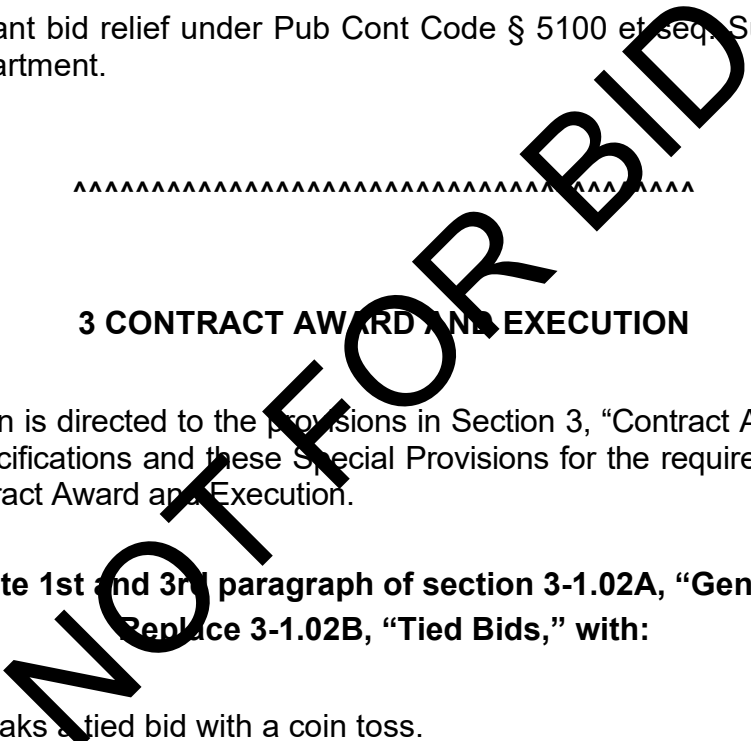 ant bid relief under Pub Cont Code § 5100 et seq. Su
artment.
^^^^^^^^^^^^^^^^^^^^^^^^^^^^^^^^^^^^^^^^
3 CONTRACT AWARD AND EXECUTION
n is directed to the provisions in Section 3, “Contract A
cifications and these Special Provisions for the require
ract Award and Execution.
te 1st and 3rd paragraph of section 3-1.02A, “Gen
Replace 3-1.02B, “Tied Bids,” with:
aks a tied bid with a coin toss.
NOT FOR BID